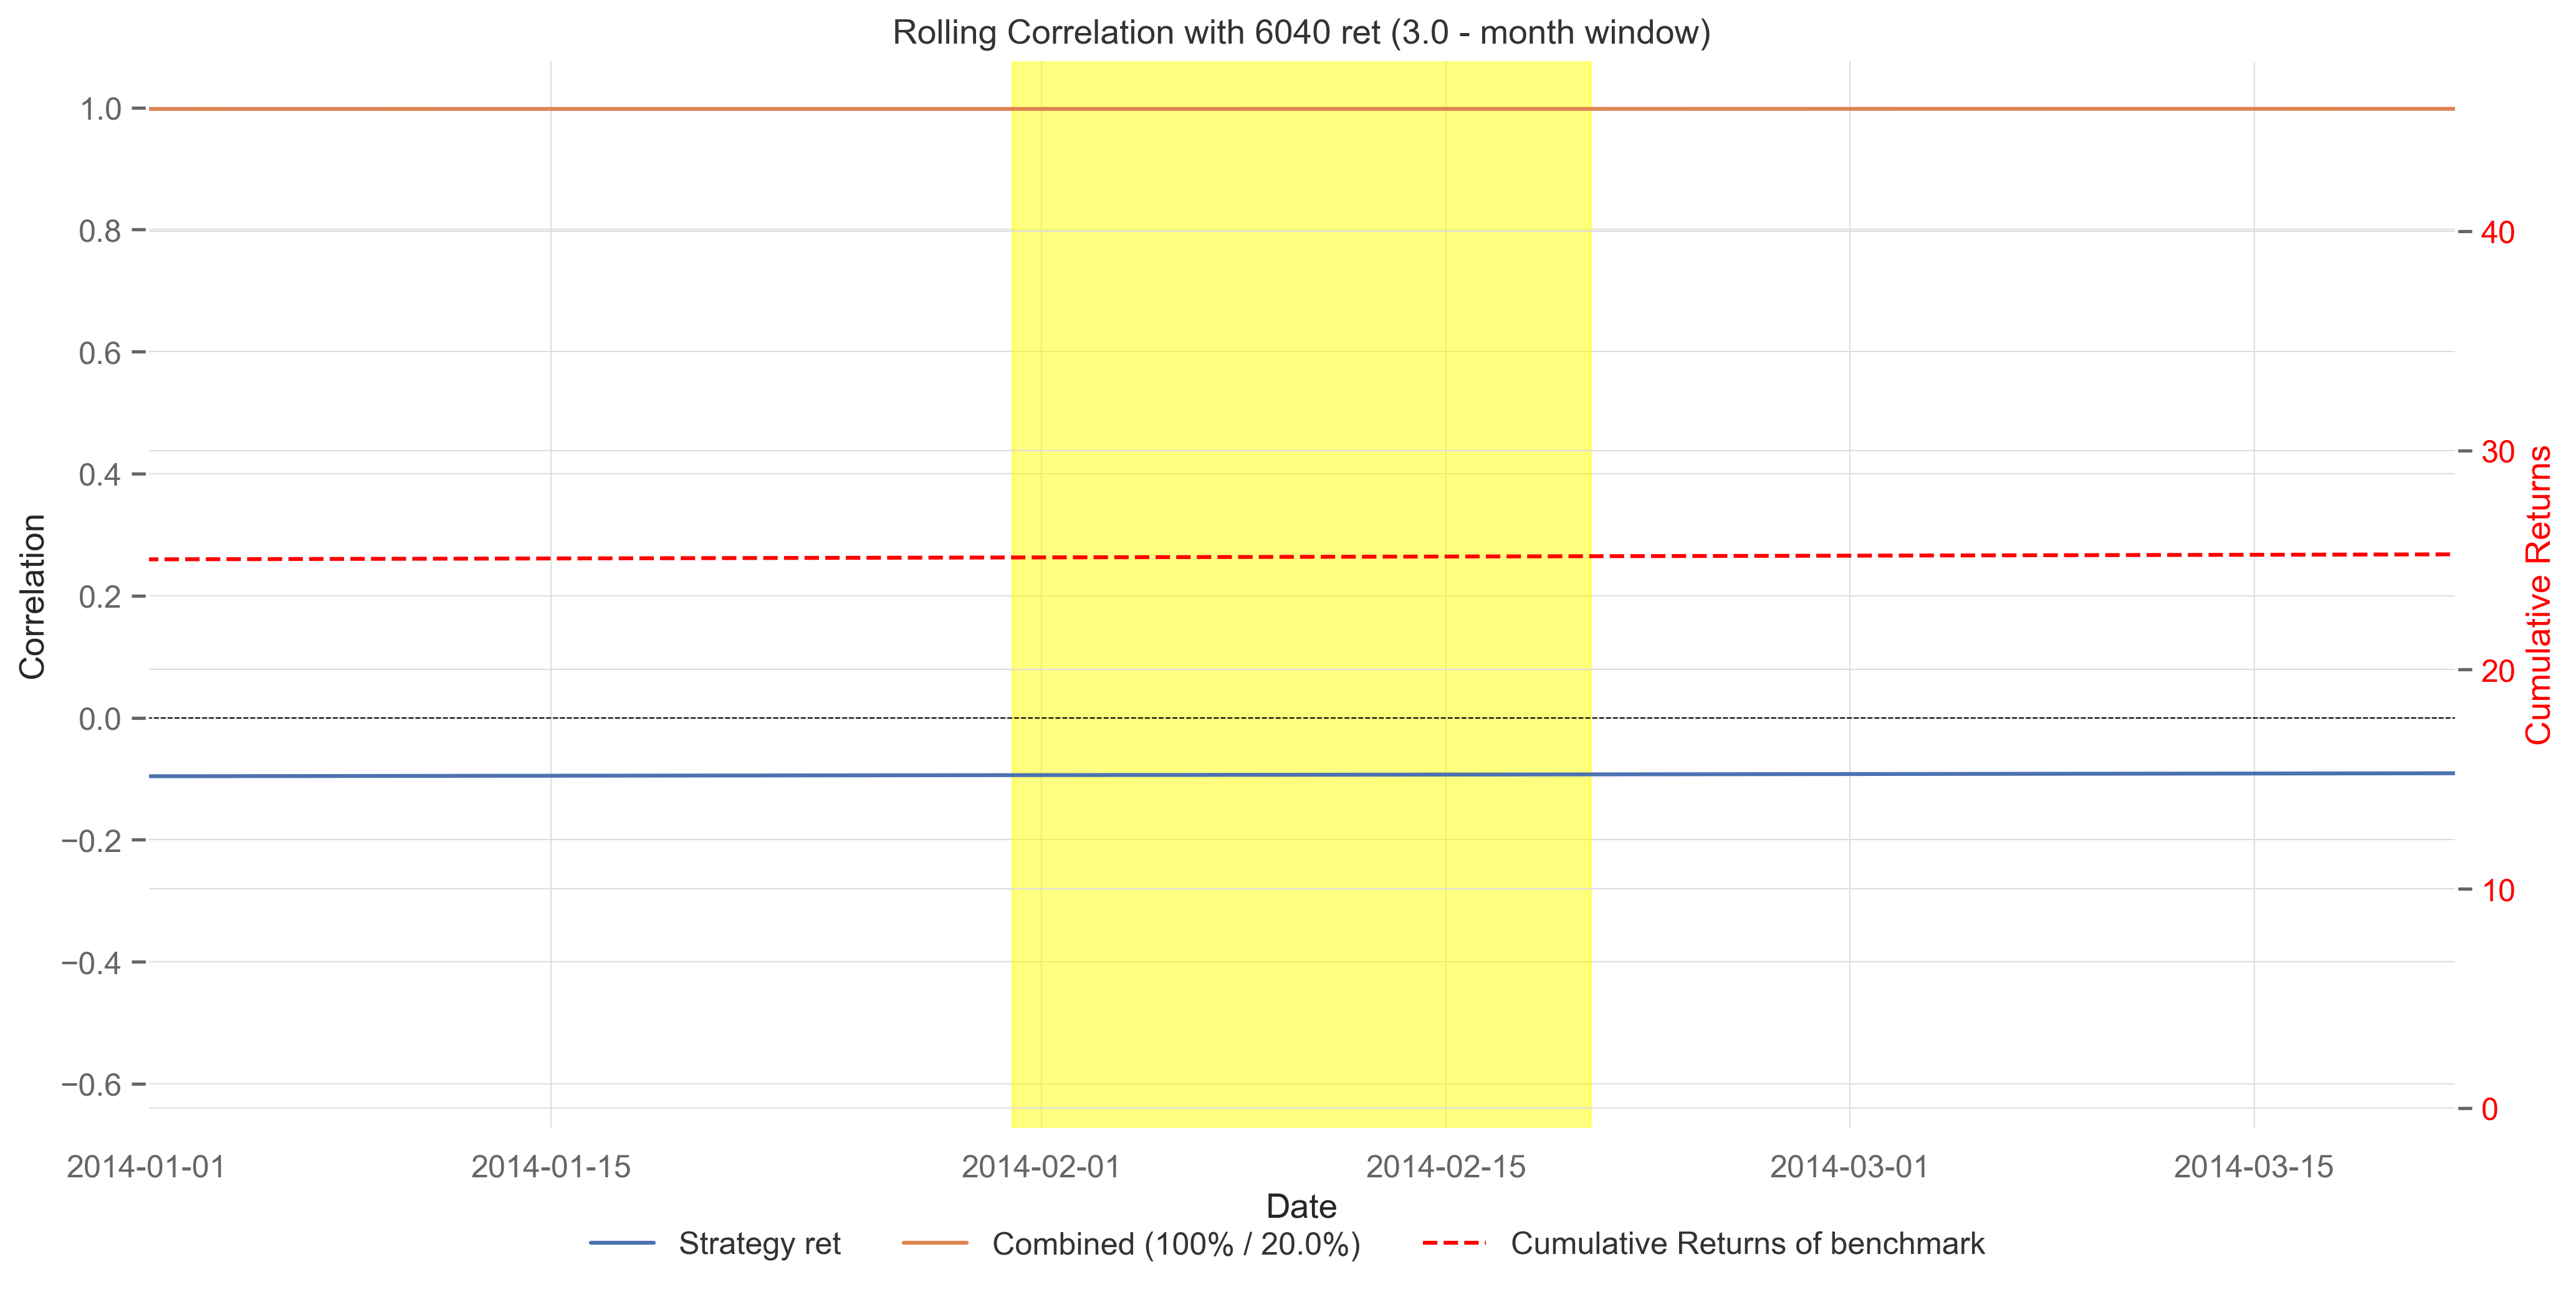 Rolling Correlation with 6040 ret (3.0 - month window)
1.0
0.8
0.6
0.4
0.2
0.0
−0.2
−0.4
−0.6
Correlation
40
30
20
10
0
Cumulative Returns
2014-01-01 2014-01-15 2014-02-01 2014-02-15 2014-03-01 2014-03-15
Date
Strategy ret Combined (100% / 20.0%) Cumulative Returns of benchmark